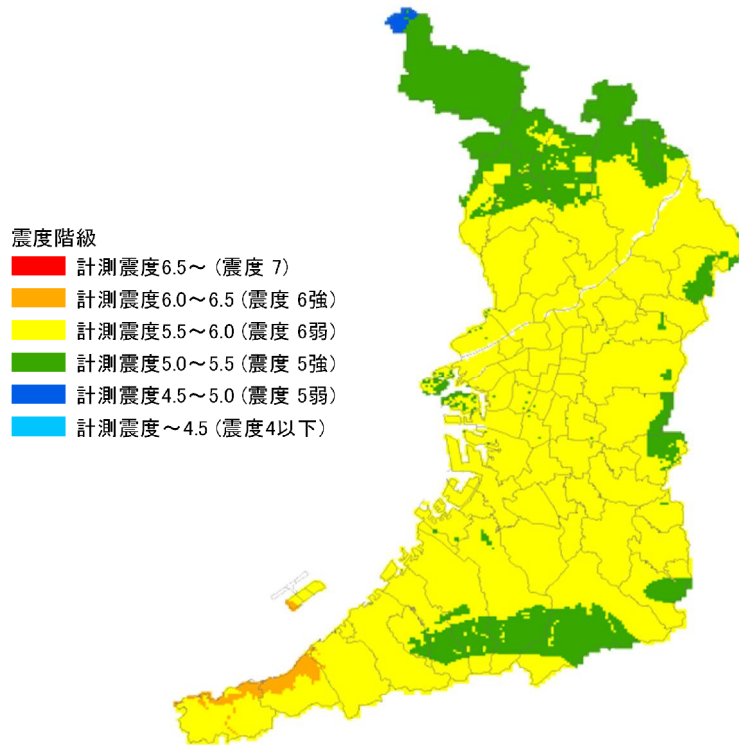 震度階級
計測震度6.5～ (震度 7)
計測震度6.0～6.5 (震度 6強)
計測震度5.5～6.0 (震度 6弱)
計測震度5.0～5.5 (震度 5強)
計測震度4.5～5.0 (震度 5弱)
計測震度～4.5 (震度4以下)